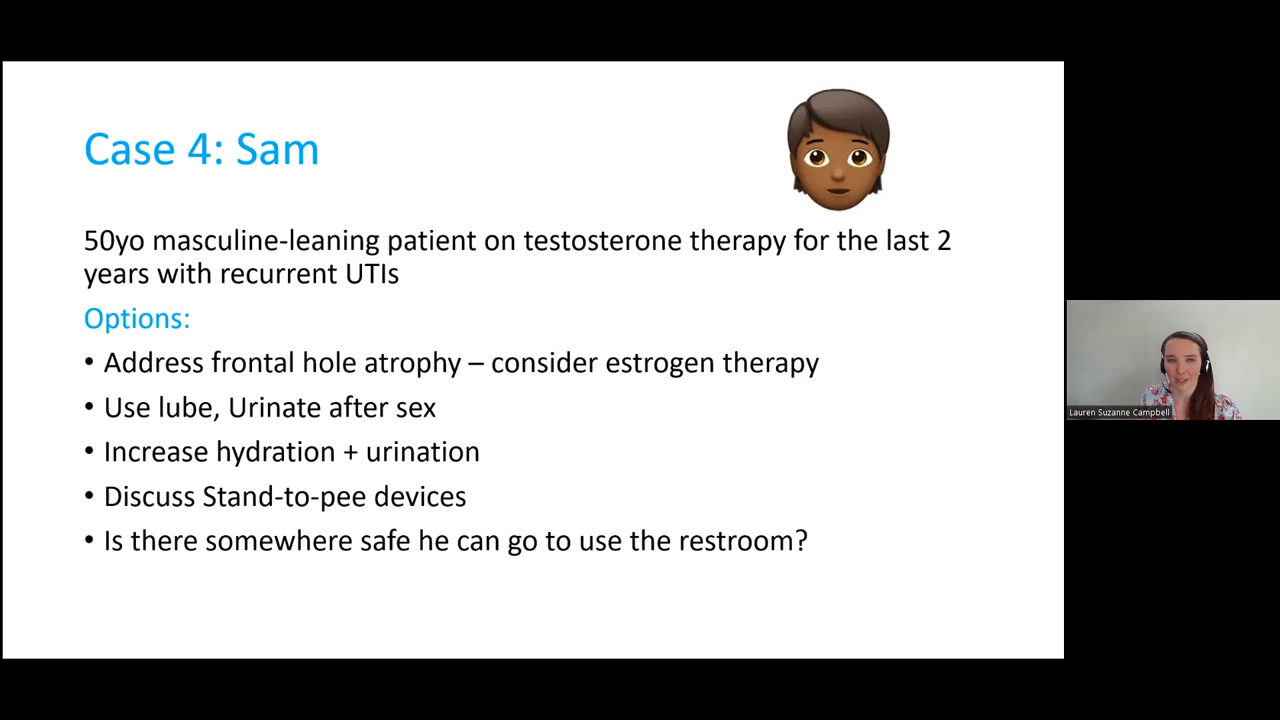 Case 4: Sam
50yo masculine-leaning patient on testosterone therapy for the last 2
years with recurrent UTIs
Options:
• Address frontal hole atrophy – consider estrogen therapy
• Use lube, Urinate after sex
• Increase hydration + urination
• Discuss Stand-to-pee devices
• Is there somewhere safe he can go to use the restroom?
Lauren Suzanne Campbell